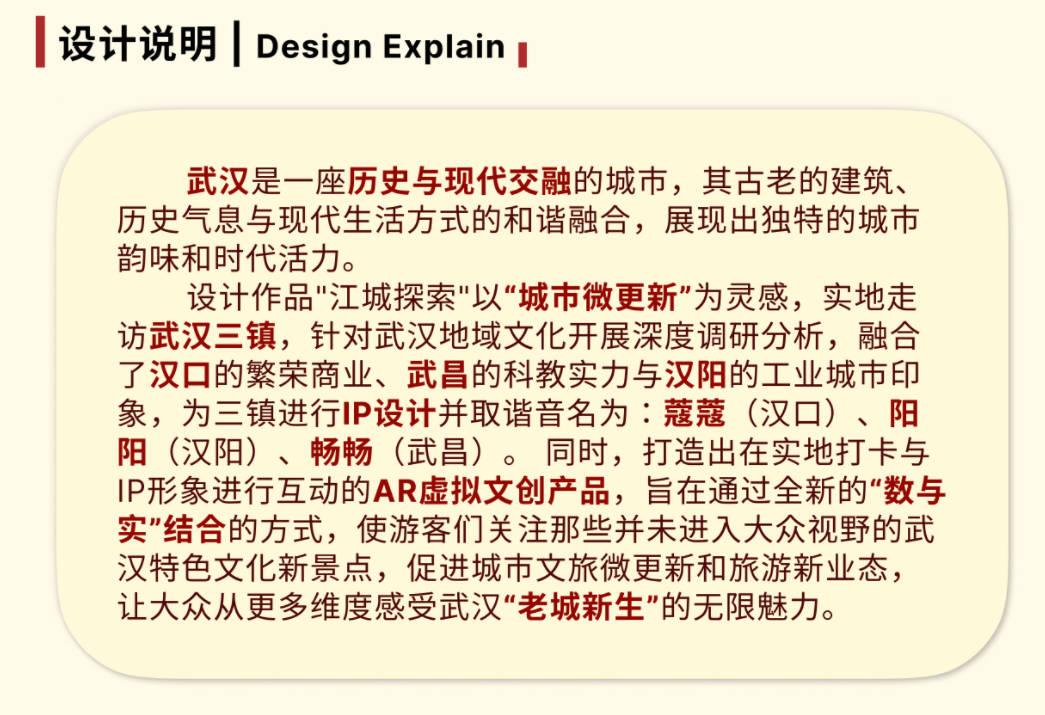 设计说明 | Design Explain
武汉是一座历史与现代交融的城市，其古老的建筑、
历史气息与现代生活方式的和谐融合，展现出独特的城市
韵味和时代活力。
设计作品"江城探索"以“城市微更新”为灵感，实地走
访武汉三镇，针对武汉地域文化开展深度调研分析，融合
了汉口的繁荣商业、武昌的科教实力与汉阳的工业城市印
象，为三镇进行IP设计并取谐音名为：蔻蔻（汉口）、阳
阳（汉阳）、畅畅（武昌）。 同时，打造出在实地打卡与
IP形象进行互动的AR虚拟文创产品，旨在通过全新的“数与
实”结合的方式，使游客们关注那些并未进入大众视野的武
汉特色文化新景点，促进城市文旅微更新和旅游新业态，
让大众从更多维度感受武汉“老城新生”的无限魅力。